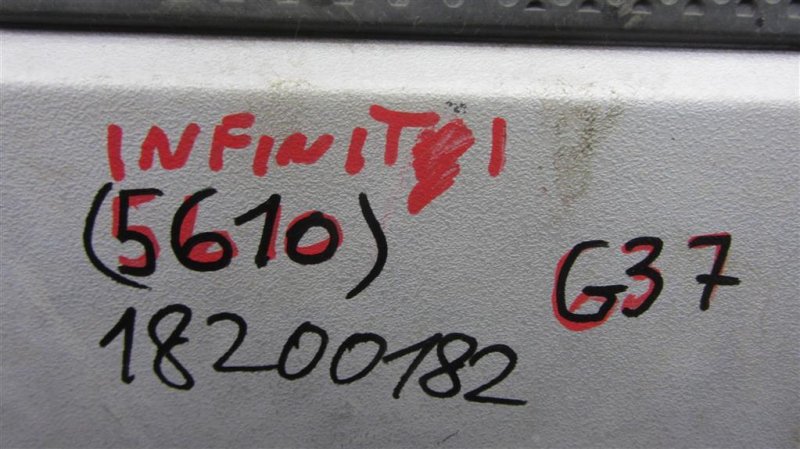 INFINITI
(5610)
G37
18200182